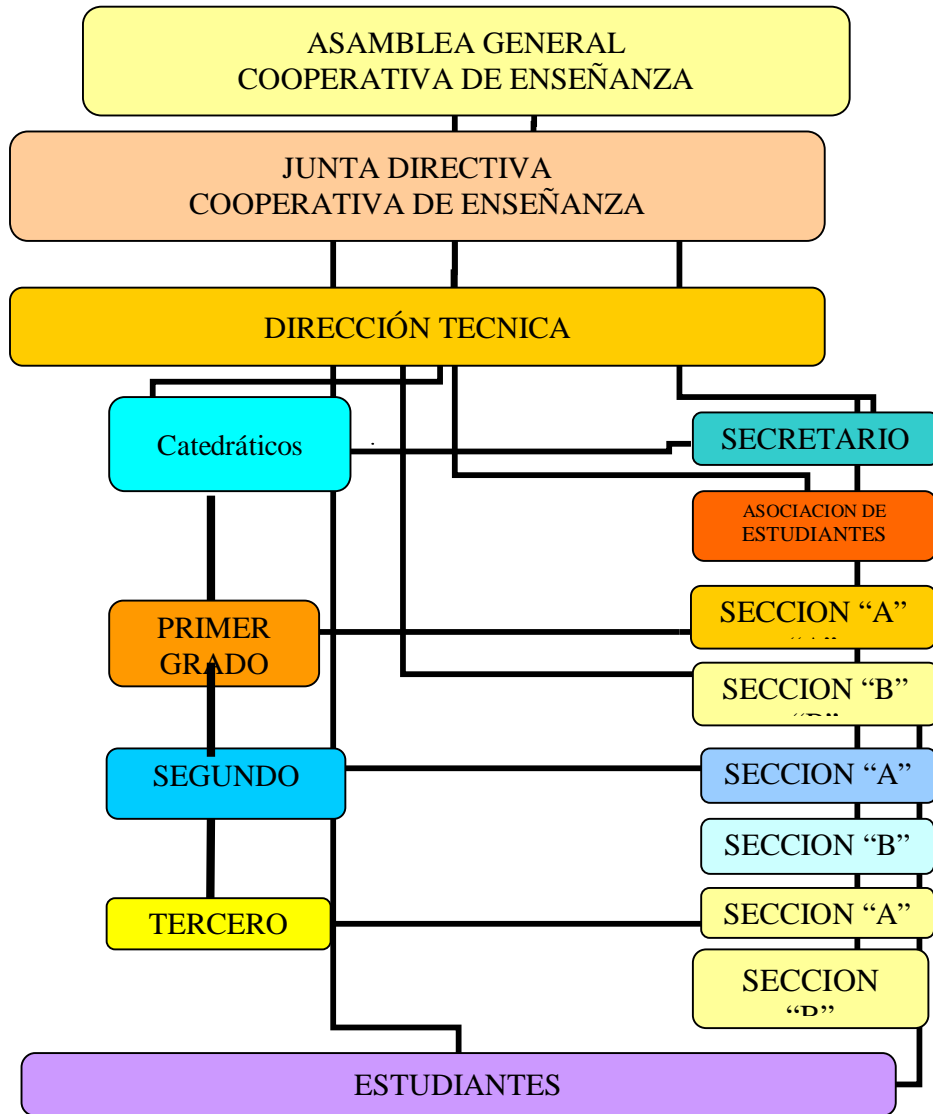 ASAMBLEA GENERAL
COOPERATIVA DE ENSEÑANZA
JUNTA DIRECTIVA
COOPERATIVA DE ENSEÑANZA
DIRECCIÓN TECNICA
Catedráticos
SECRETARIO
ASOCIACION DE
ESTUDIANTES
PRIMER
GRADO
SECCION “A”
“A”
SECCION “B”
“B”
SEGUNDO
SECCION “A”
SECCION “B”
TERCERO
SECCION “A”
SECCION
“B”
ESTUDIANTES